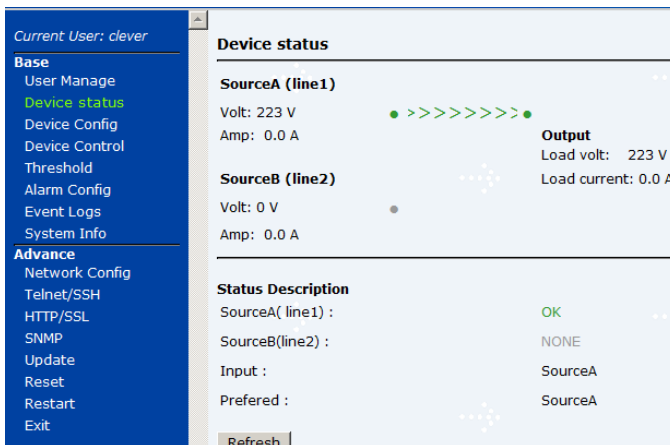 Current User: clever
Base
User Manage
Device status
Device Config
Device Control
Threshold
Alarm Config
Event Logs
System Info
Advance
Network Config
Telnet/SSH
HTTP/SSL
SNMP
Update
Reset
Restart
Exit
Device status
SourceA (line1)
Volt: 223 V
Amp: 0.0 A
Output
Load volt: 223 V
Load current: 0.0 A
SourceB (line2)
Volt: 0 V
Amp: 0.0 A
Status Description
SourceA( line1) : OK
SourceB(line2) : NONE
Input : SourceA
Prefered : SourceA
Refresh